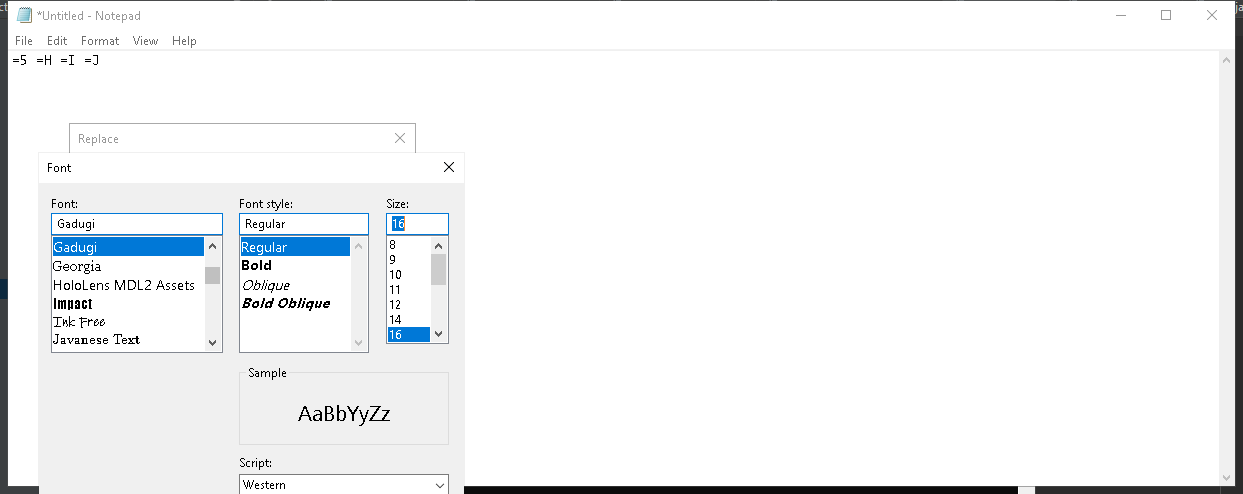 *Untitled - Notepad
File Edit Format View Help
=5 =H =I =J
Replace
Font
Font: Font style: Size:
Gadugi Regular 16
Gadugi Regular 8
Georgia Bold 9
HoloLens MDL2 Assets Oblique 10
Impact Bold Oblique 11
Ink Free 12
Javanese Text 14
16
Sample
AaBbYyZz
Script:
Western